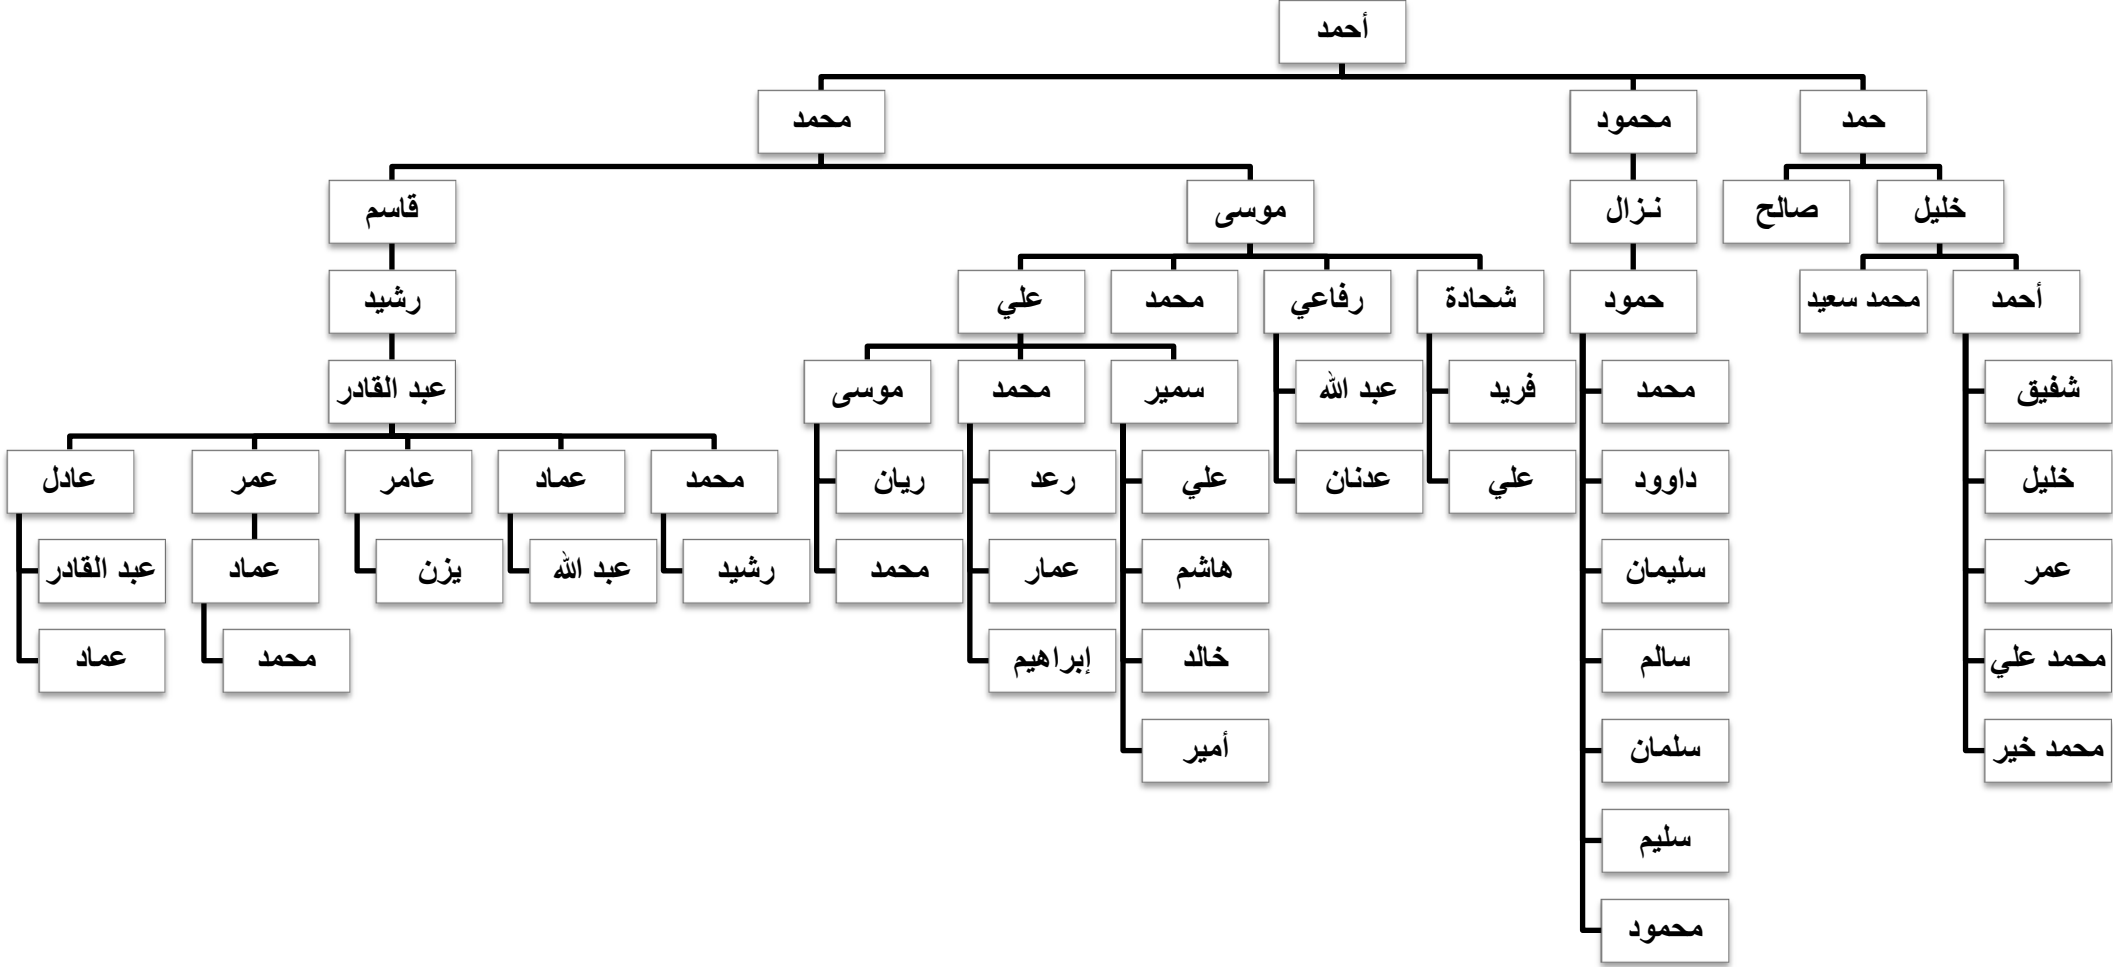 أحمد
حمد
محمود
محمد
خليل
صالح
نزال
موسى
قاسم
أحمد
محمد سعيد
حمود
شحادة
رفاعي
محمد
علي
رشيد
شفيق
محمد
فريد
عبد الله
سمير
محمد
موسى
عبد القادر
خليل
داوود
علي
عدنان
علي
رعد
ريان
محمد
عماد
عامر
عمر
عادل
عمر
سليمان
هاشم
عمار
محمد
رشيد
عبد الله
يزن
عماد
عبد القادر
محمد علي
سالم
خالد
إبراهيم
محمد
عماد
محمد خير
سلمان
أمير
سليم
محمود